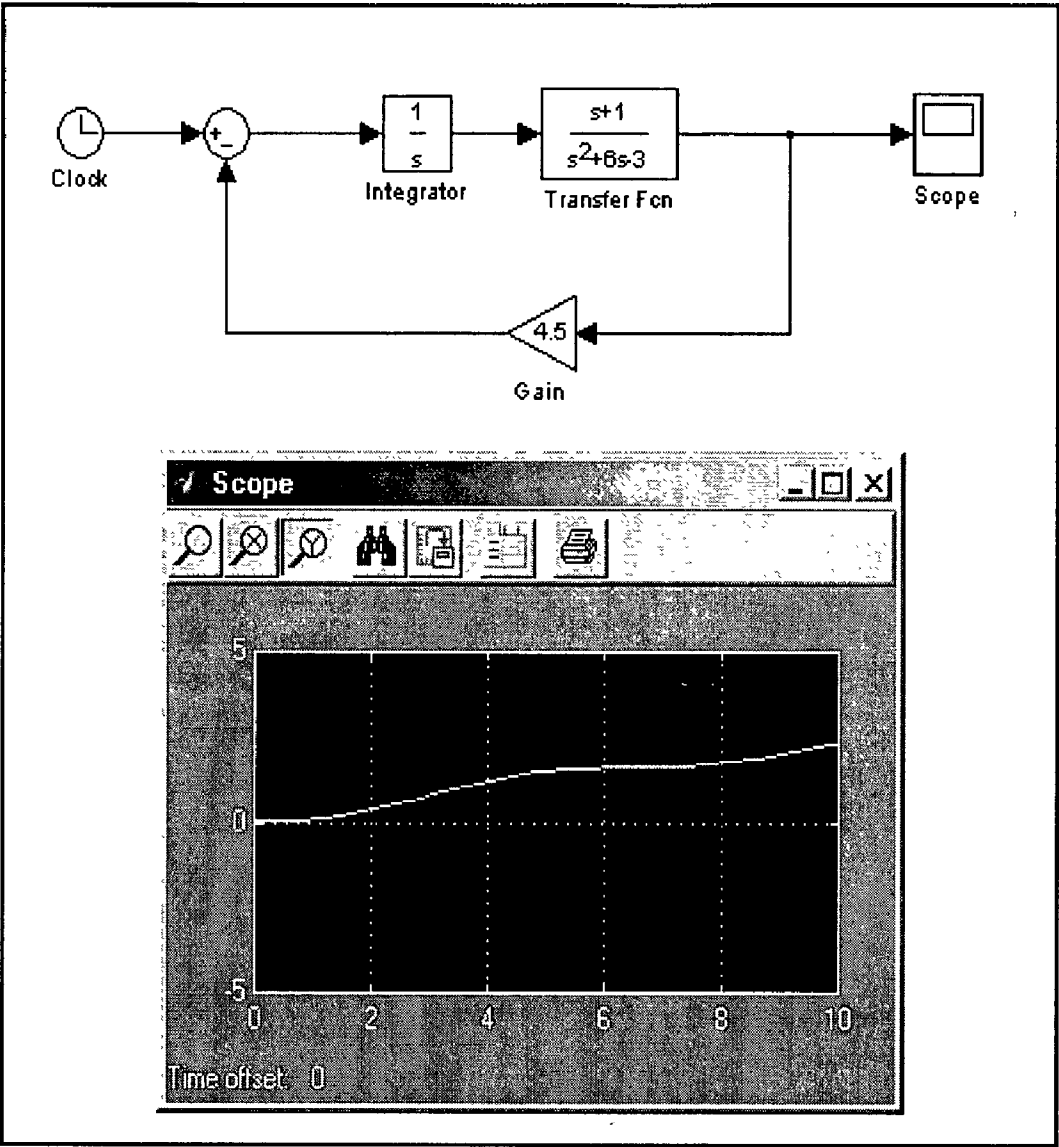 Clock
+
-
1
s
Integrator
s+1
s2+6s-3
Transfer Fcn
Scope
4.5
Gain
Scope
5
0
-5
0 2 4 6 8 10
Time offset: 0